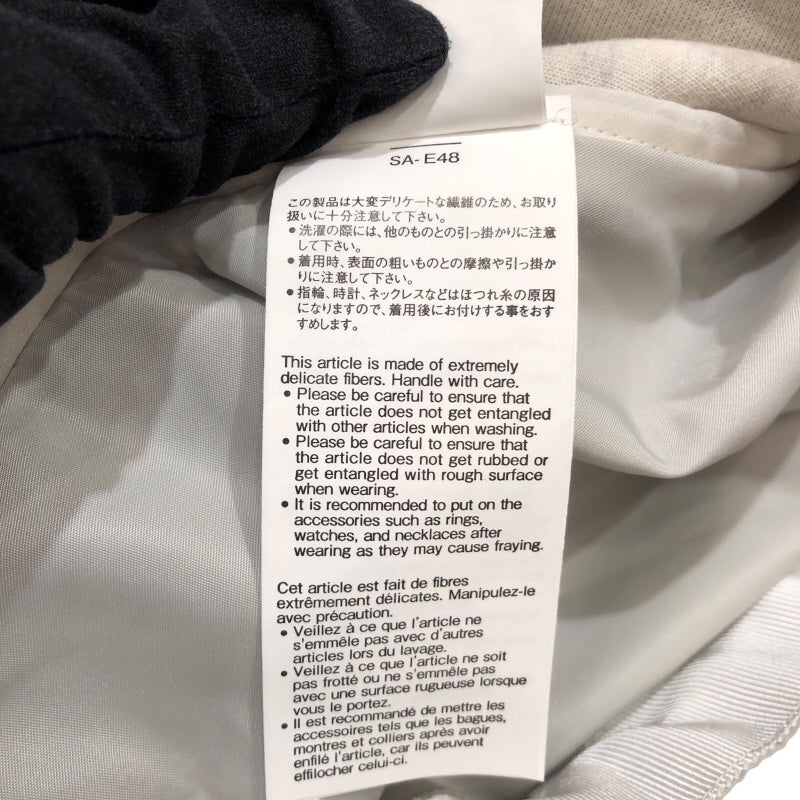 SA-E48
この製品は大変デリケートな繊維のため、お取り
扱いに十分注意して下さい。
●洗濯の際には、他のものとの引っ掛かりに注意
して下さい。
●着用時、表面の粗いものとの摩擦や引っ掛か
りに注意して下さい。
●指輪、時計、ネックレスなどはほつれ糸の原因
になりますので、着用後にお付けする事をおす
すめします。
This article is made of extremely
delicate fibers. Handle with care.
● Please be careful to ensure that
the article does not get entangled
with other articles when washing.
● Please be careful to ensure that
the article does not get rubbed or
get entangled with rough surface
when wearing.
● It is recommended to put on the
accessories such as rings,
watches, and necklaces after
wearing as they may cause fraying.
Cet article est fait de fibres
extrêmement délicates. Manipulez-le
avec précaution.
● Veillez à ce que l'article ne
s'emmêle pas avec d'autres
articles lors du lavage.
● Veillez à ce que l'article ne soit
pas frotté ou ne s'emmêle pas
avec une surface rugueuse lorsque
vous le portez.
● Il est recommandé de mettre les
accessoires tels que les bagues,
montres et colliers après avoir
enfilé l'article, car ils peuvent
effilocher celui-ci.